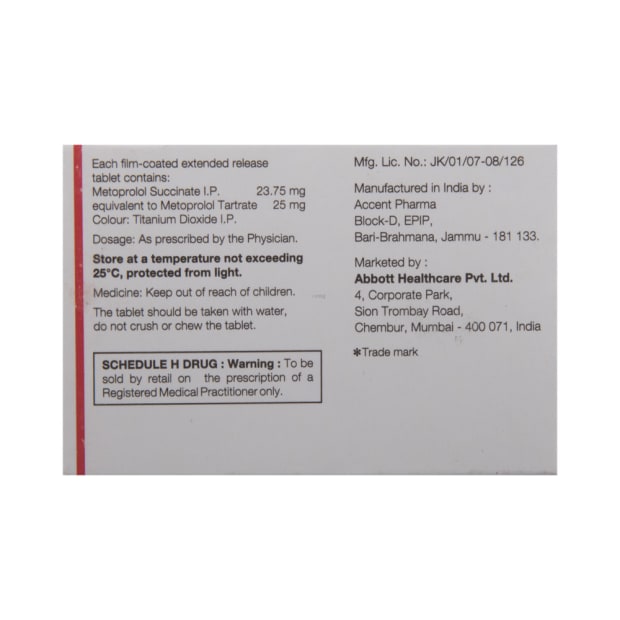 Each film-coated extended release
tablet contains:
Metoprolol Succinate I.P. 23.75 mg
equivalent to Metoprolol Tartrate 25 mg
Colour: Titanium Dioxide I.P.
Dosage: As prescribed by the Physician.
Store at a temperature not exceeding
25°C, protected from light.
Medicine: Keep out of reach of children.
The tablet should be taken with water,
do not crush or chew the tablet.
SCHEDULE H DRUG : Warning : To be
sold by retail on the prescription of a
Registered Medical Practitioner only.
Mfg. Lic. No.: JK/01/07-08/126
Manufactured in India by :
Accent Pharma
Block-D, EPIP,
Bari-Brahmana, Jammu - 181 133.
Marketed by :
Abbott Healthcare Pvt. Ltd.
4, Corporate Park,
Sion Trombay Road,
Chembur, Mumbai - 400 071, India
*Trade mark